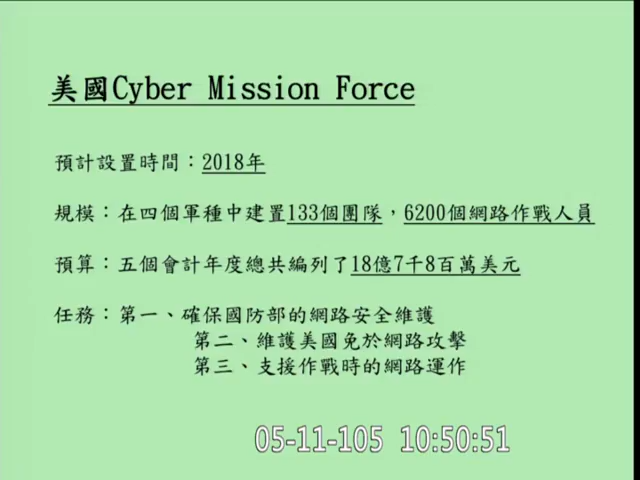 美國Cyber Mission Force
預計設置時間：2018年
規模：在四個軍種中建置133個團隊，6200個網路作戰人員
預算：五個會計年度總共編列了18億7千8百萬美元
任務：第一、確保國防部的網路安全維護
第二、維護美國免於網路攻擊
第三、支援作戰時的網路運作
05-11-105 10:50:51